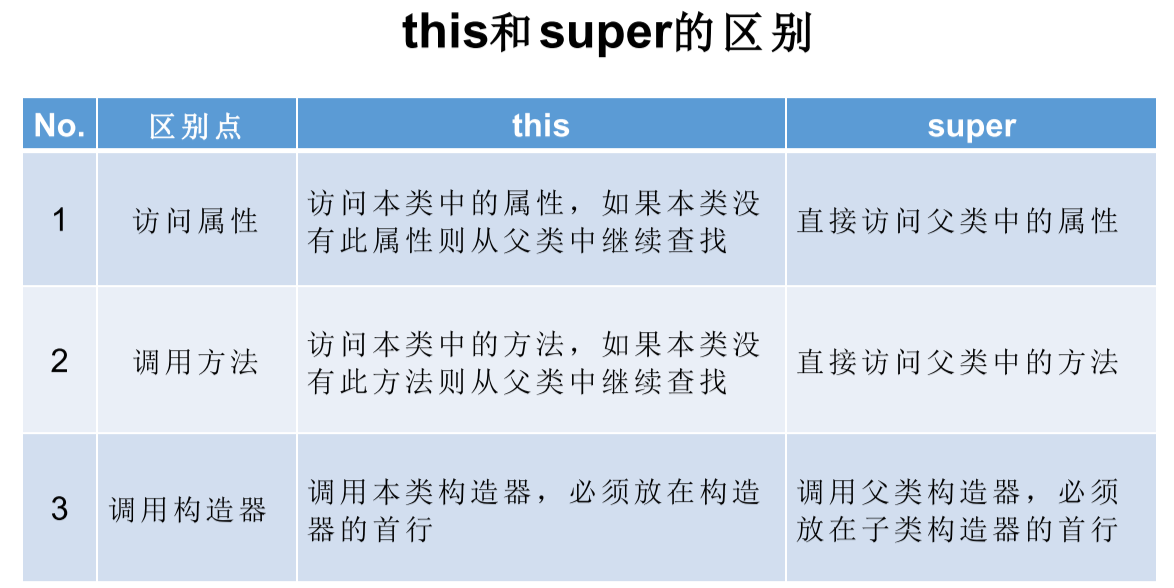 this和super的区别
No. 区别点 this super
1 访问属性 访问本类中的属性，如果本类没
有此属性则从父类中继续查找 直接访问父类中的属性
2 调用方法 访问本类中的方法，如果本类没
有此方法则从父类中继续查找 直接访问父类中的方法
3 调用构造器 调用本类构造器，必须放在构造
器的首行 调用父类构造器，必须
放在子类构造器的首行